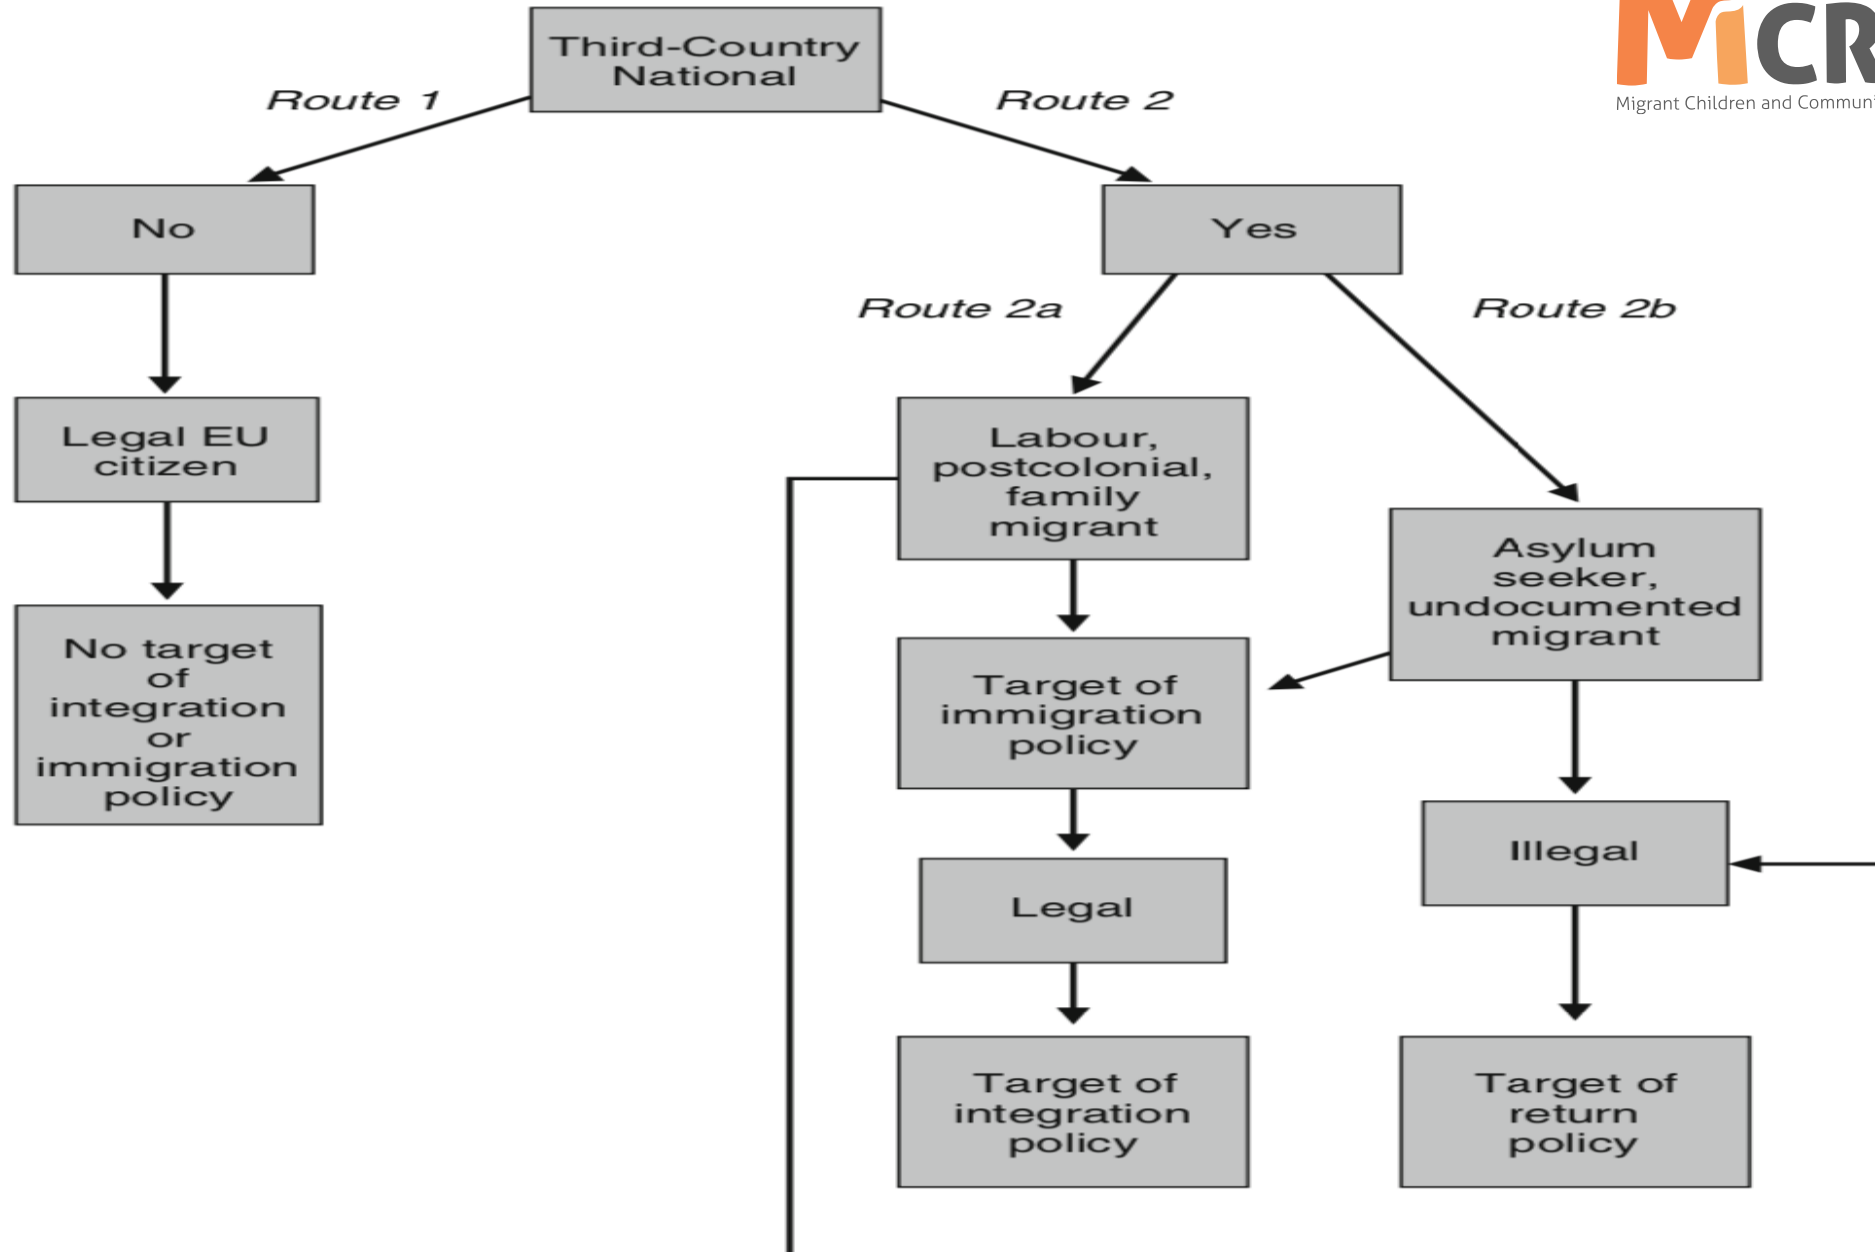 Third-Country
National
MCR
Migrant Children and Communi
Route 1
Route 2
No
Yes
Route 2a
Route 2b
Legal EU
citizen
Labour,
postcolonial,
family
migrant
Asylum
seeker,
undocumented
migrant
No target
of
integration
or
immigration
policy
Target of
immigration
policy
Illegal
Legal
Target of
integration
policy
Target of
return
policy